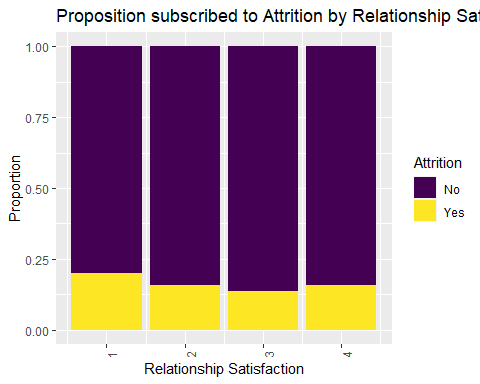 Proposition subscribed to Attrition by Relationship Sat
1.00
0.75
0.50
0.25
0.00
Proportion
1
2
3
4
Relationship Satisfaction
Attrition
No
Yes